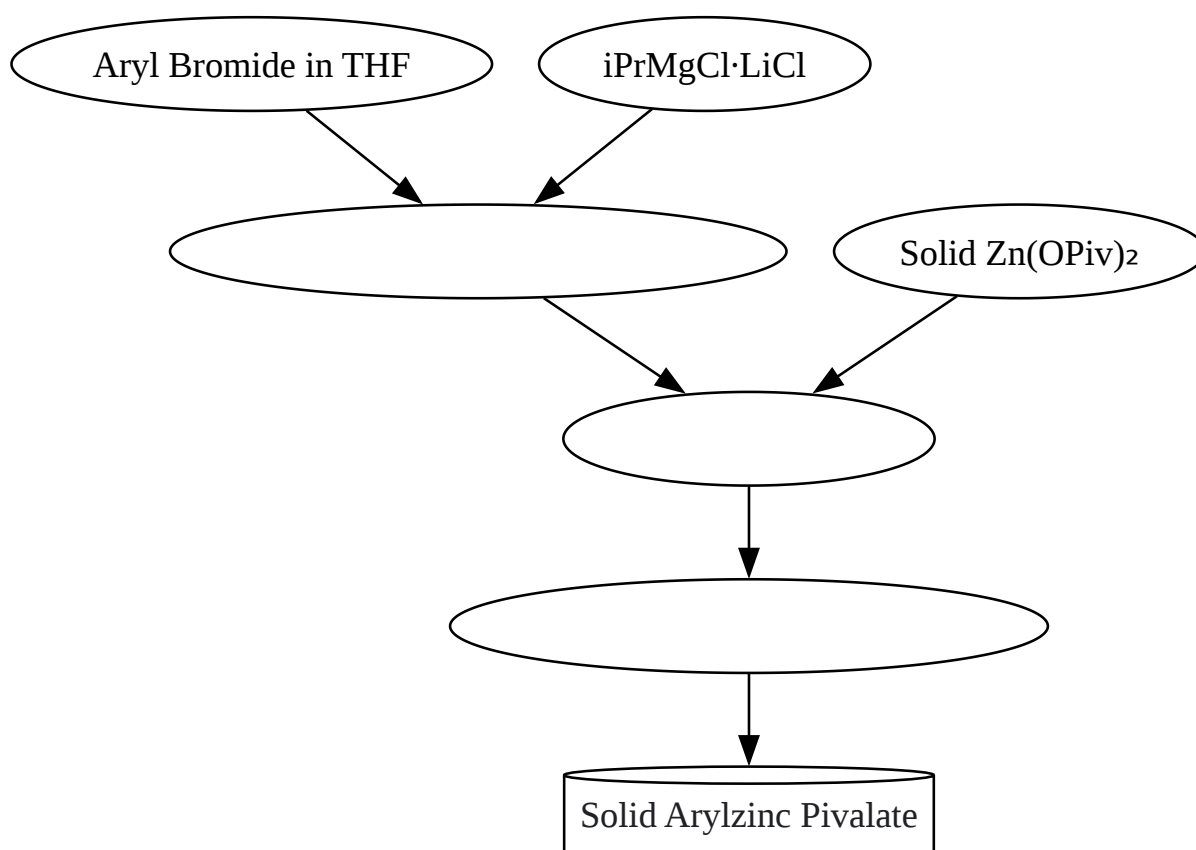 Aryl Bromide in THF
iPrMgCl·LiCl
Solid Zn(OPiv)₂
Solid Arylzinc Pivalate